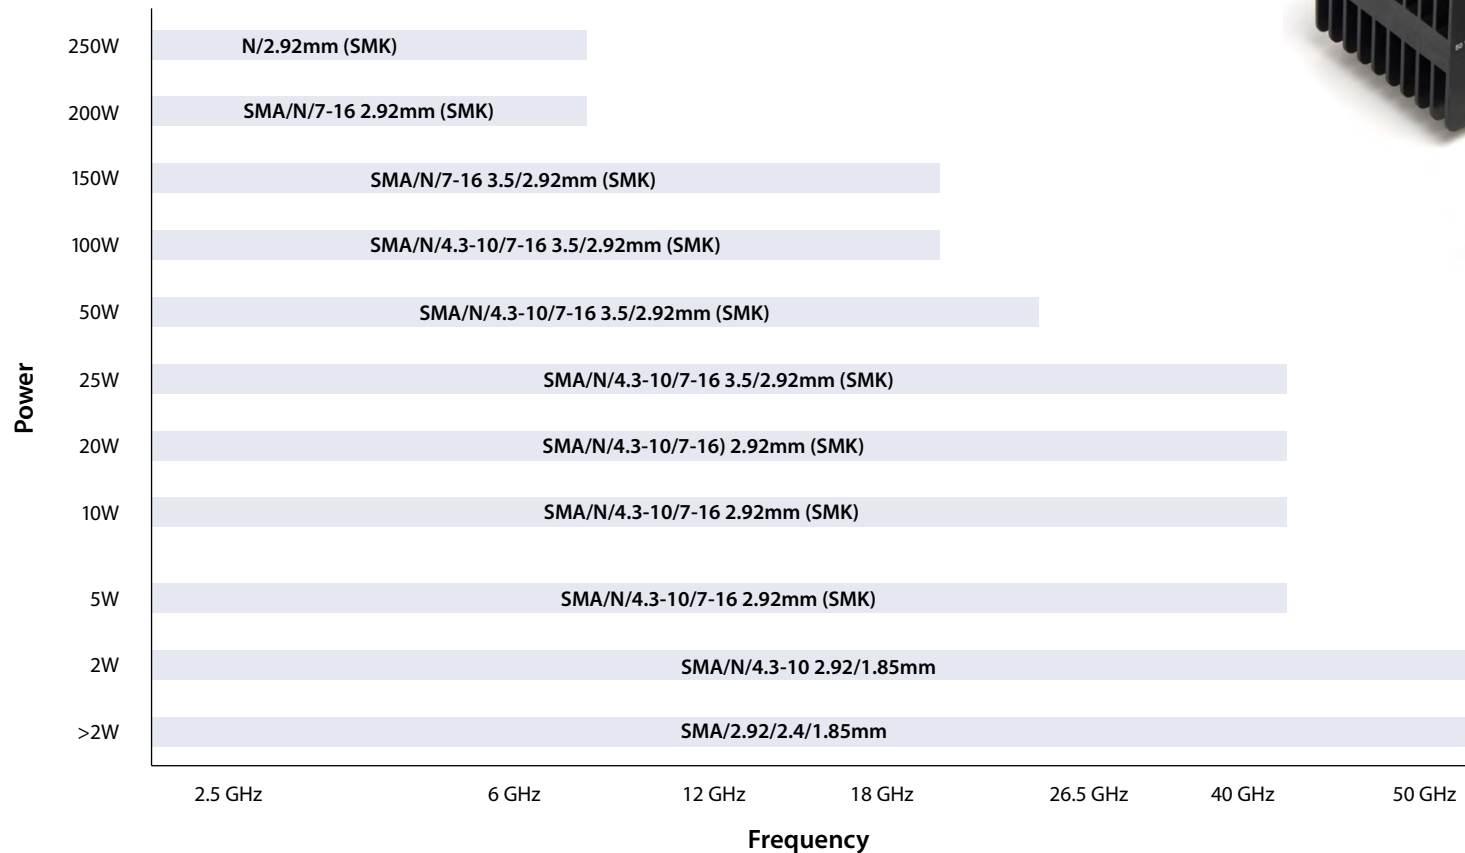 250W N/2.92mm (SMK)
200W SMA/N/7-16 2.92mm (SMK)
150W SMA/N/7-16 3.5/2.92mm (SMK)
100W SMA/N/4.3-10/7-16 3.5/2.92mm (SMK)
50W SMA/N/4.3-10/7-16 3.5/2.92mm (SMK)
Power
25W SMA/N/4.3-10/7-16 3.5/2.92mm (SMK)
20W SMA/N/4.3-10/7-16) 2.92mm (SMK)
10W SMA/N/4.3-10/7-16 2.92mm (SMK)
5W SMA/N/4.3-10/7-16 2.92mm (SMK)
2W SMA/N/4.3-10 2.92/1.85mm
>2W SMA/2.92/2.4/1.85mm
2.5 GHz 6 GHz 12 GHz 18 GHz 26.5 GHz 40 GHz 50 GHz
Frequency